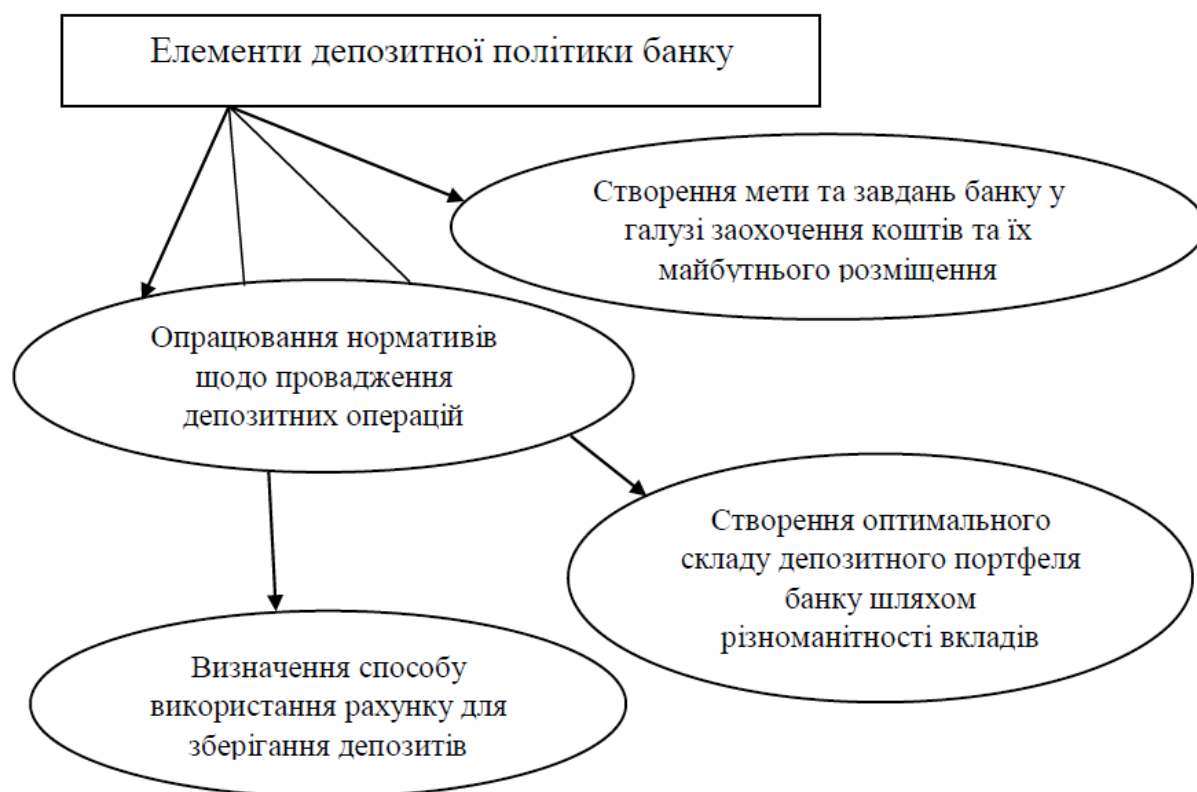 Елементи депозитної політики банку
Створення мети та завдань банку у
галузі заохочення коштів та їх
майбутнього розміщення
Опрацювання нормативів
щодо провадження
депозитних операцій
Створення оптимального
складу депозитного портфеля
банку шляхом
різноманітності вкладів
Визначення способу
використання рахунку для
зберігання депозитів